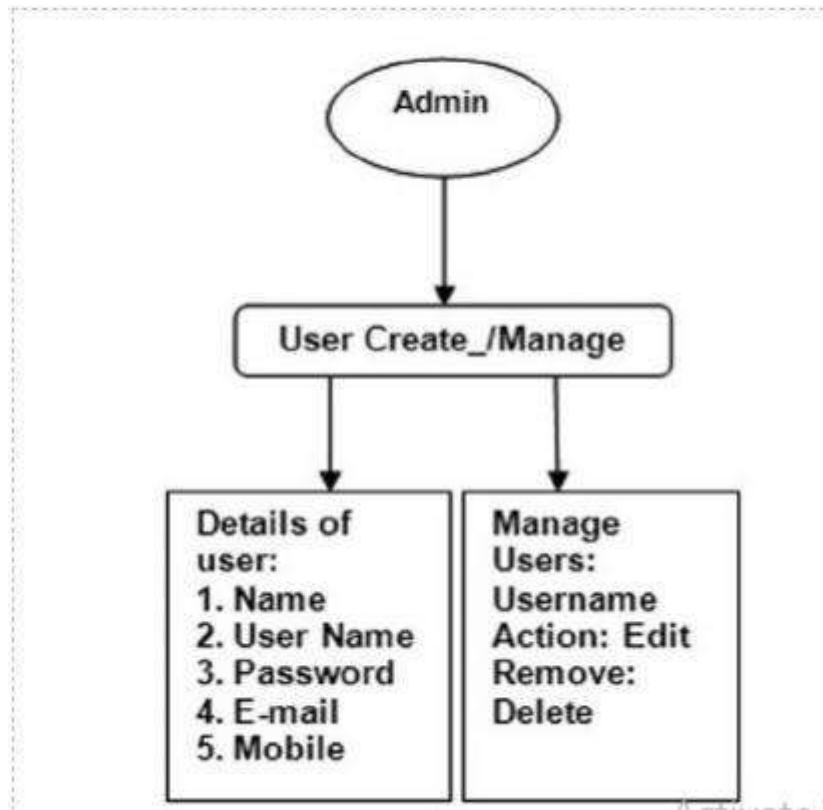 Admin
User Create_/Manage
Details of
user:
1. Name
2. User Name
3. Password
4. E-mail
5. Mobile
Manage
Users:
Username
Action: Edit
Remove:
Delete